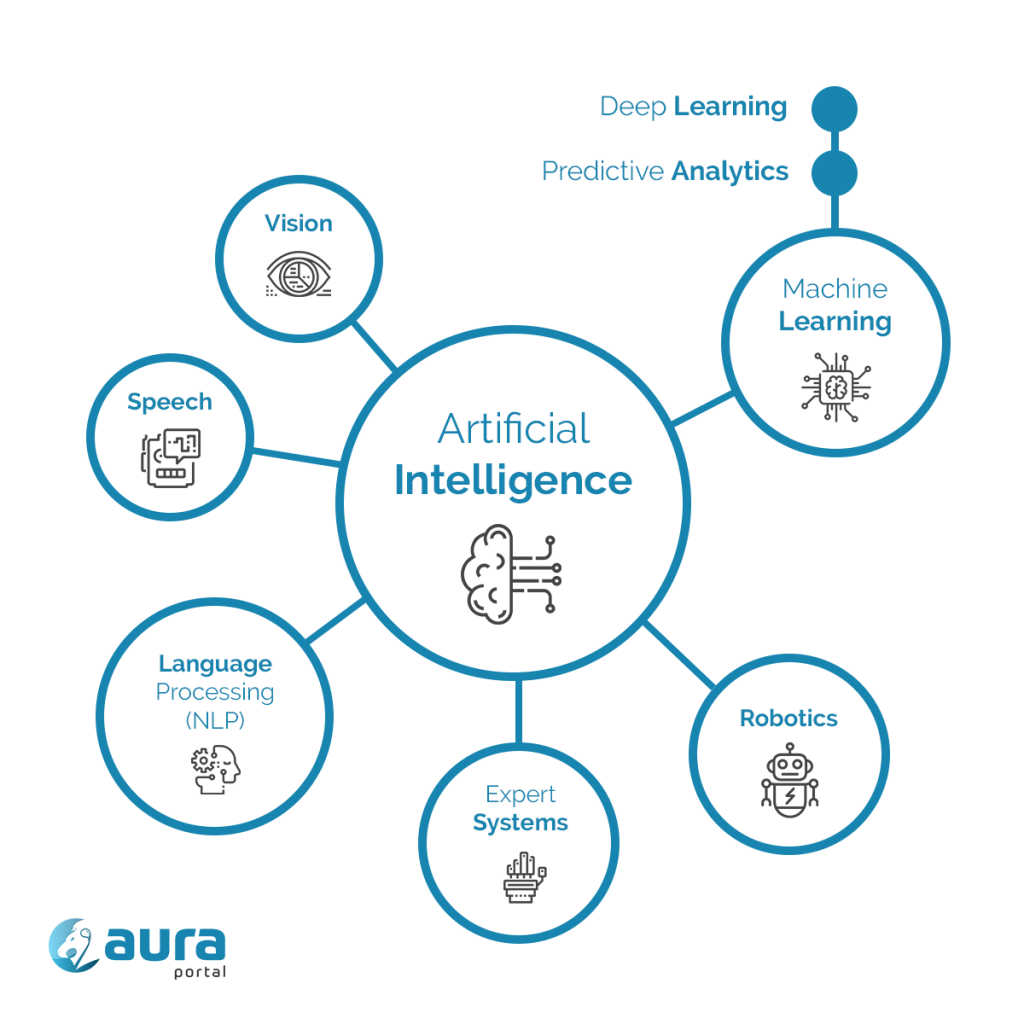 Deep Learning
Predictive Analytics
Vision
Machine
Learning
Speech
Artificial
Intelligence
Language
Processing
(NLP)
Robotics
Expert
Systems
aura
portal